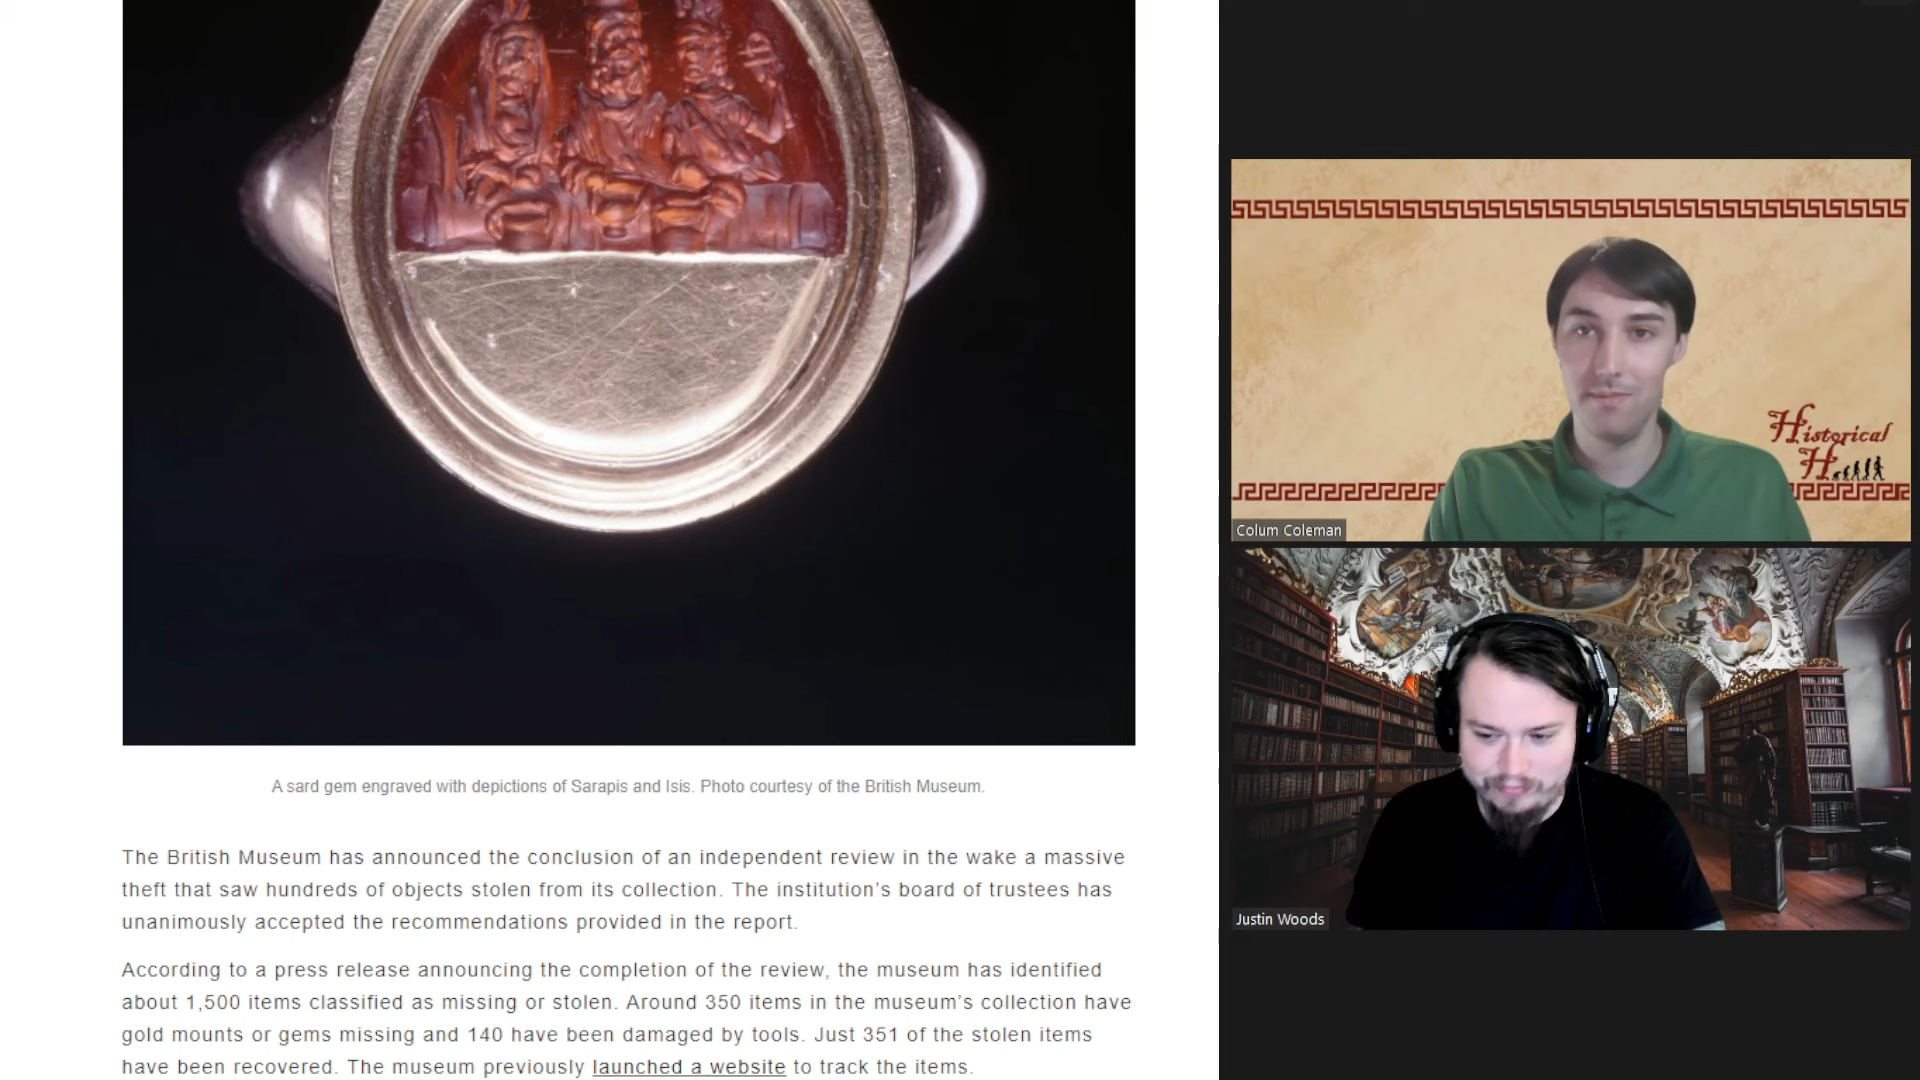 A sard gem engraved with depictions of Sarapis and Isis. Photo courtesy of the British Museum.
The British Museum has announced the conclusion of an independent review in the wake a massive
theft that saw hundreds of objects stolen from its collection. The institution’s board of trustees has
unanimously accepted the recommendations provided in the report.
According to a press release announcing the completion of the review, the museum has identified
about 1,500 items classified as missing or stolen. Around 350 items in the museum’s collection have
gold mounts or gems missing and 140 have been damaged by tools. Just 351 of the stolen items
have been recovered. The museum previously launched a website to track the items.
Historical
H
Colum Coleman
Justin Woods